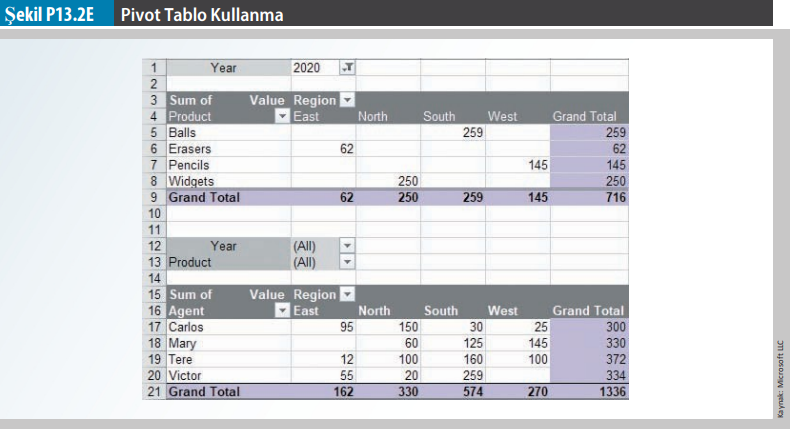 Şekil P13.2E Pivot Tablo Kullanma
1 Year 2020
2
3 Sum of Value Region
4 Product East North South West Grand Total
5 Balls 259 259
6 Erasers 62 62
7 Pencils 145 145
8 Widgets 250 250
9 Grand Total 62 250 259 145 716
10
11
12 Year (All)
13 Product (All)
14
15 Sum of Value Region
16 Agent East North South West Grand Total
17 Carlos 95 150 30 25 300
18 Mary 60 125 145 330
19 Tere 12 100 160 100 372
20 Victor 55 20 259 334
21 Grand Total 162 330 574 270 1336
Kaynak: Microsoft LLC